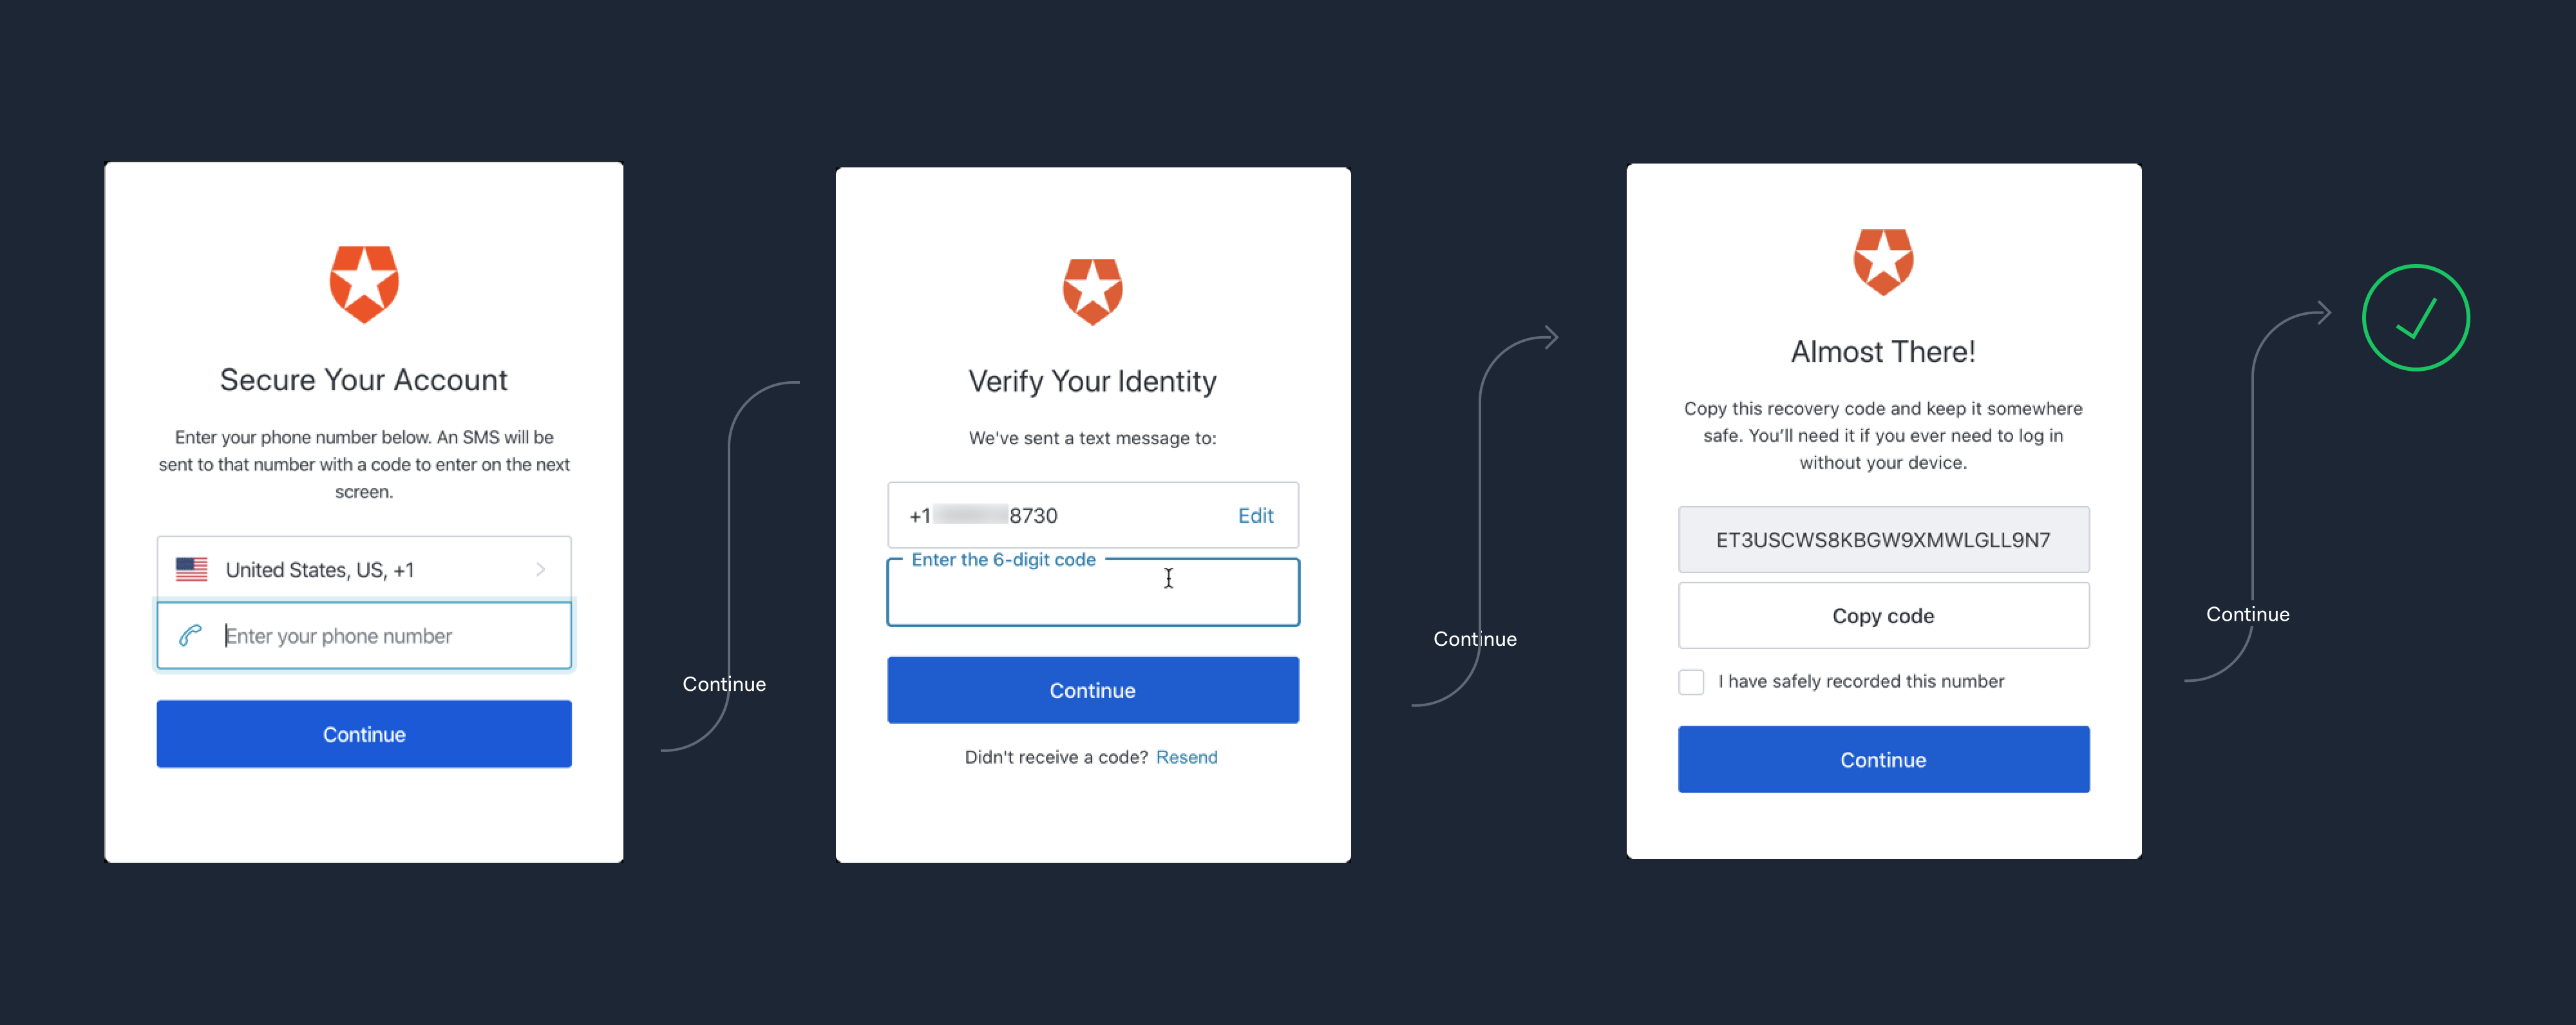 Secure Your Account
Enter your phone number below. An SMS will be
sent to that number with a code to enter on the next
screen.
United States, US, +1
Enter your phone number
Continue
Continue
Verify Your Identity
We've sent a text message to:
+1 8730 Edit
Enter the 6-digit code
Continue
Didn't receive a code? Resend
Continue
Almost There!
Copy this recovery code and keep it somewhere
safe. You’ll need it if you ever need to log in
without your device.
ET3USCWS8KBGW9XMWLGLL9N7
Copy code
I have safely recorded this number
Continue
Continue